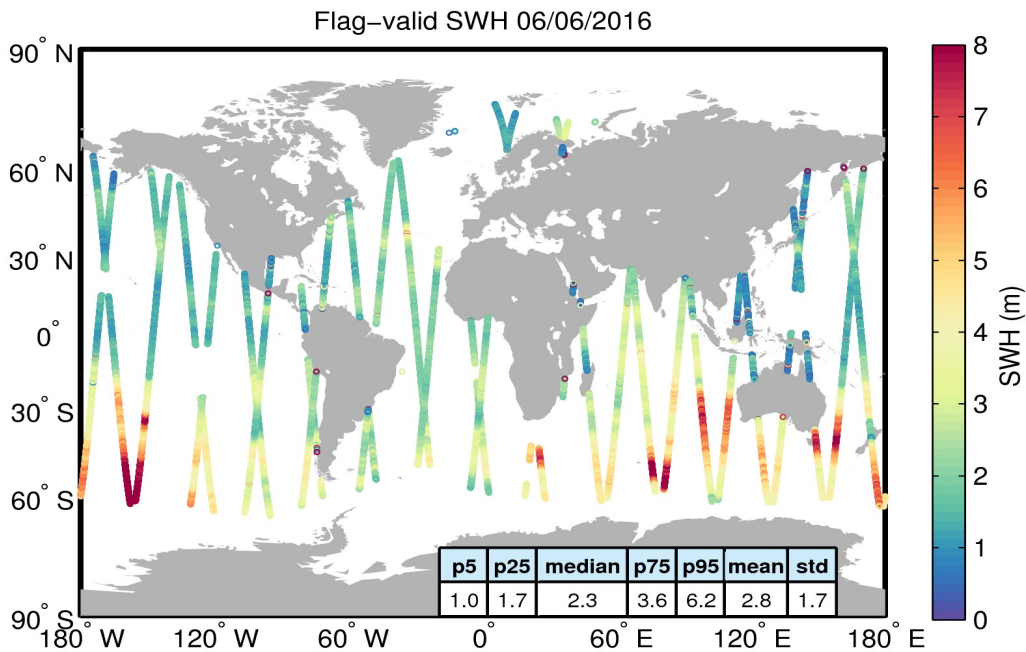 Flag−valid SWH 06/06/2016
90° N
60° N
30° N
0°
30° S
60° S
90° S
180° W
120° W
60° W
0°
60° E
120° E
180° E
p5 p25 median p75 p95 mean std
1.0 1.7 2.3 3.6 6.2 2.8 1.7
8
7
6
5
4
3
2
1
0
SWH (m)